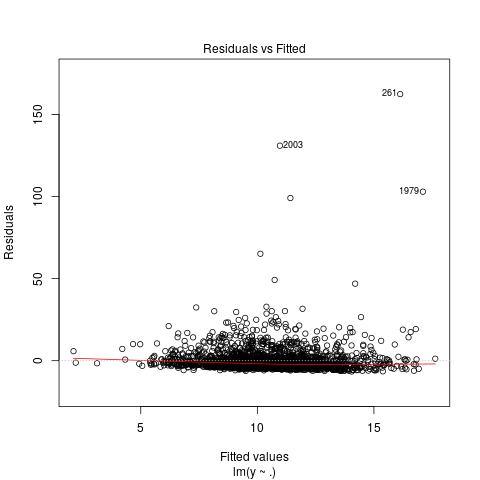 Residuals vs Fitted
Residuals
150
100
50
0
261
2003
1979
5
10
15
Fitted values
lm(y ~ .)